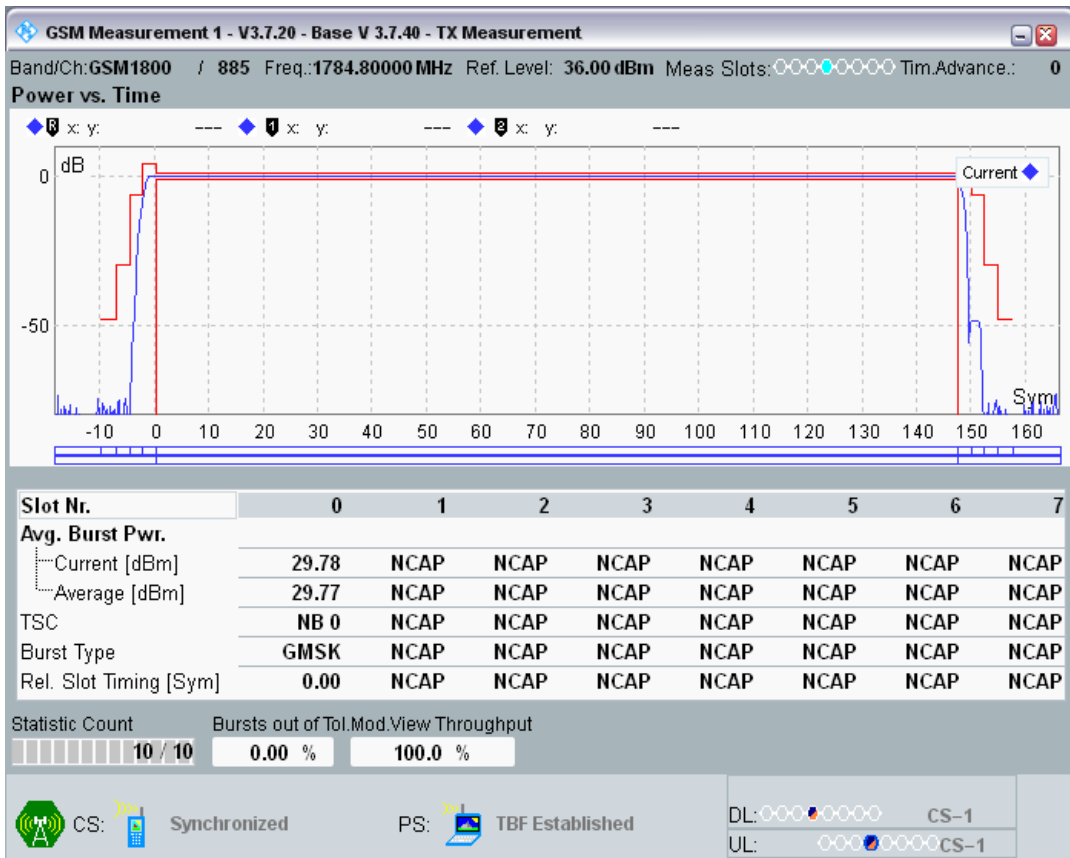 GSM Measurement 1 - V3.7.20 - Base V 3.7.40 - TX Measurement
Band/Ch:GSM1800 / 885 Freq.:1784.80000 MHz Ref. Level: 36.00 dBm Meas Slots: Tim.Advance.: 0
Power vs. Time
R x: y: --- 1 x: y: --- 2 x: y: ---
dB
Current
0
-50
Sym
-10 0 10 20 30 40 50 60 70 80 90 100 110 120 130 140 150 160
Slot Nr. 0 1 2 3 4 5 6 7
Avg. Burst Pwr.
Current [dBm] 29.78 NCAP NCAP NCAP NCAP NCAP NCAP NCAP
Average [dBm] 29.77 NCAP NCAP NCAP NCAP NCAP NCAP NCAP
TSC NB 0 NCAP NCAP NCAP NCAP NCAP NCAP NCAP
Burst Type GMSK NCAP NCAP NCAP NCAP NCAP NCAP NCAP
Rel. Slot Timing [Sym] 0.00 NCAP NCAP NCAP NCAP NCAP NCAP NCAP
Statistic Count Bursts out of Tol.Mod.View Throughput
10 / 10 0.00 % 100.0 %
CS: Synchronized PS: TBF Established
DL: CS-1
UL: CS-1